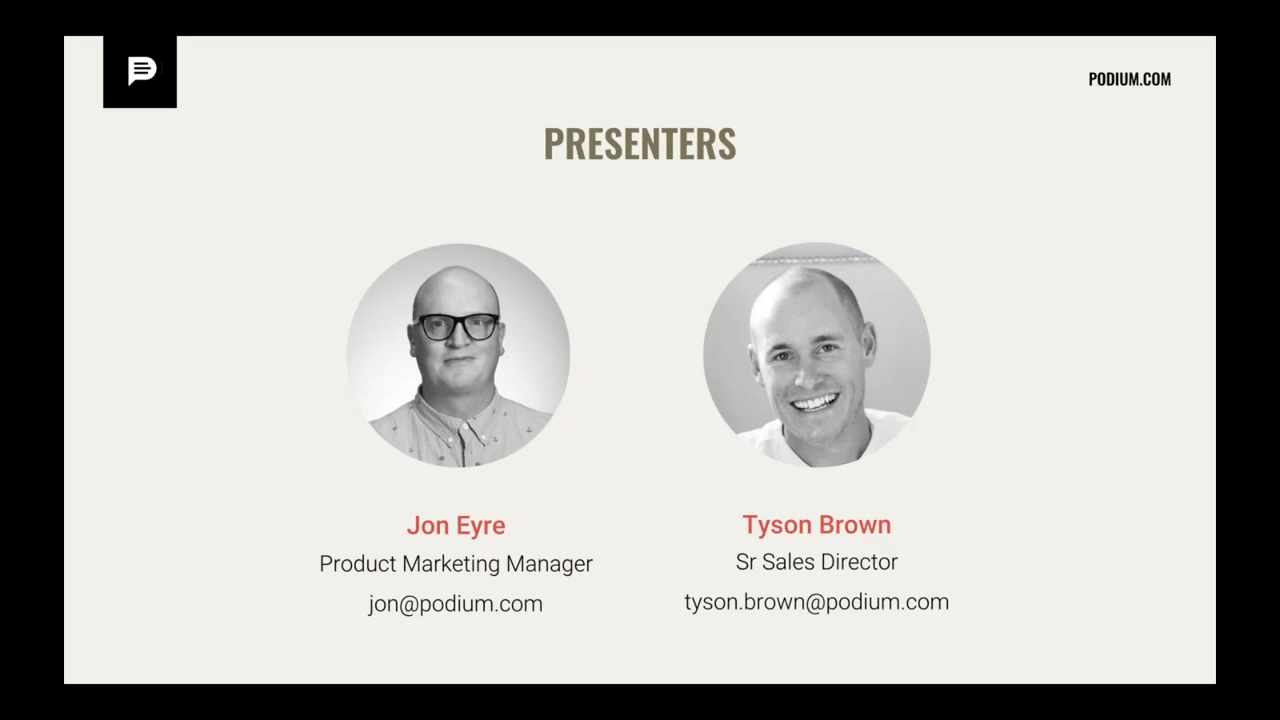 PODIUM.COM
PRESENTERS
Jon Eyre
Product Marketing Manager
jon@podium.com
Tyson Brown
Sr Sales Director
tyson.brown@podium.com